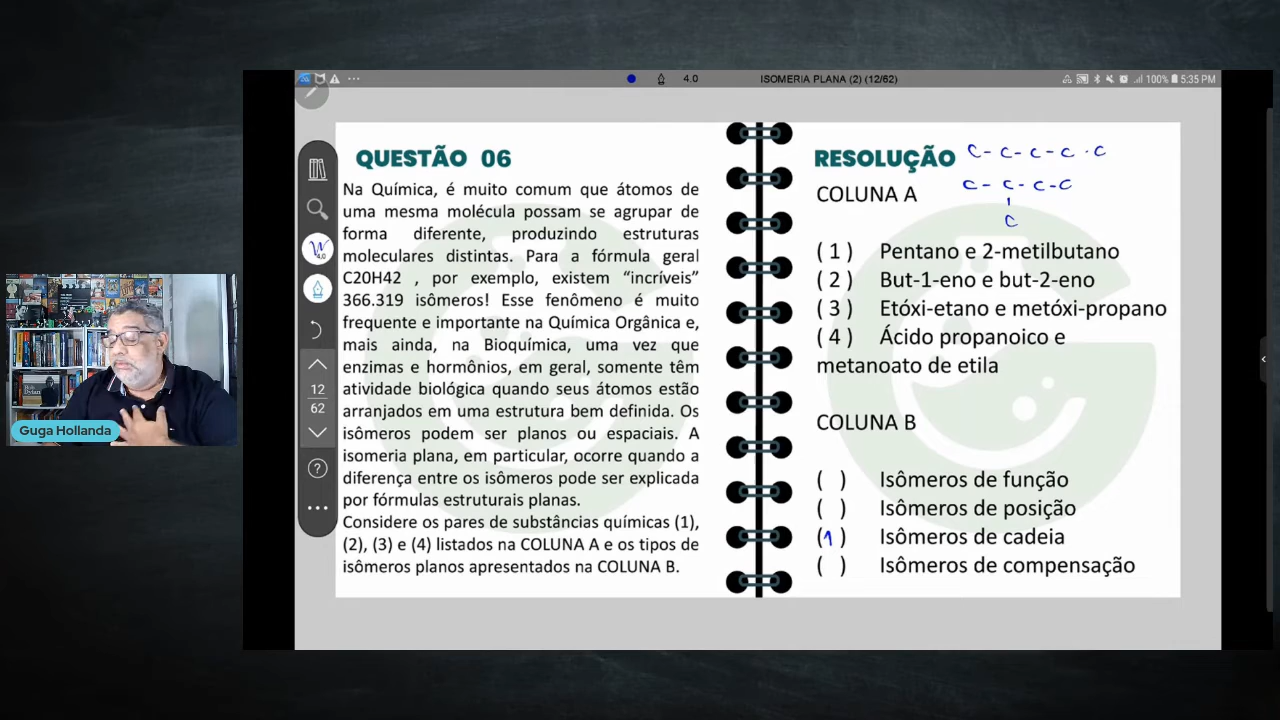 4.0
ISOMERIA PLANA (2) (12/62)
100% 5:35 PM
QUESTÃO 06
Na Química, é muito comum que átomos de
uma mesma molécula possam se agrupar de
forma diferente, produzindo estruturas
moleculares distintas. Para a fórmula geral
C20H42 , por exemplo, existem “incríveis”
366.319 isômeros! Esse fenômeno é muito
frequente e importante na Química Orgânica e,
mais ainda, na Bioquímica, uma vez que
enzimas e hormônios, em geral, somente têm
atividade biológica quando seus átomos estão
arranjados em uma estrutura bem definida. Os
isômeros podem ser planos ou espaciais. A
isomeria plana, em particular, ocorre quando a
diferença entre os isômeros pode ser explicada
por fórmulas estruturais planas.
Considere os pares de substâncias químicas (1),
(2), (3) e (4) listados na COLUNA A e os tipos de
isômeros planos apresentados na COLUNA B.
RESOLUÇÃO
C - C - C - C - C
C - C - C - C
C
COLUNA A
( 1 ) Pentano e 2-metilbutano
( 2 ) But-1-eno e but-2-eno
( 3 ) Etóxi-etano e metóxi-propano
( 4 ) Ácido propanoico e
metanoato de etila
COLUNA B
( ) Isômeros de função
( ) Isômeros de posição
(1) Isômeros de cadeia
( ) Isômeros de compensação
4.0
12
62
Guga Hollanda